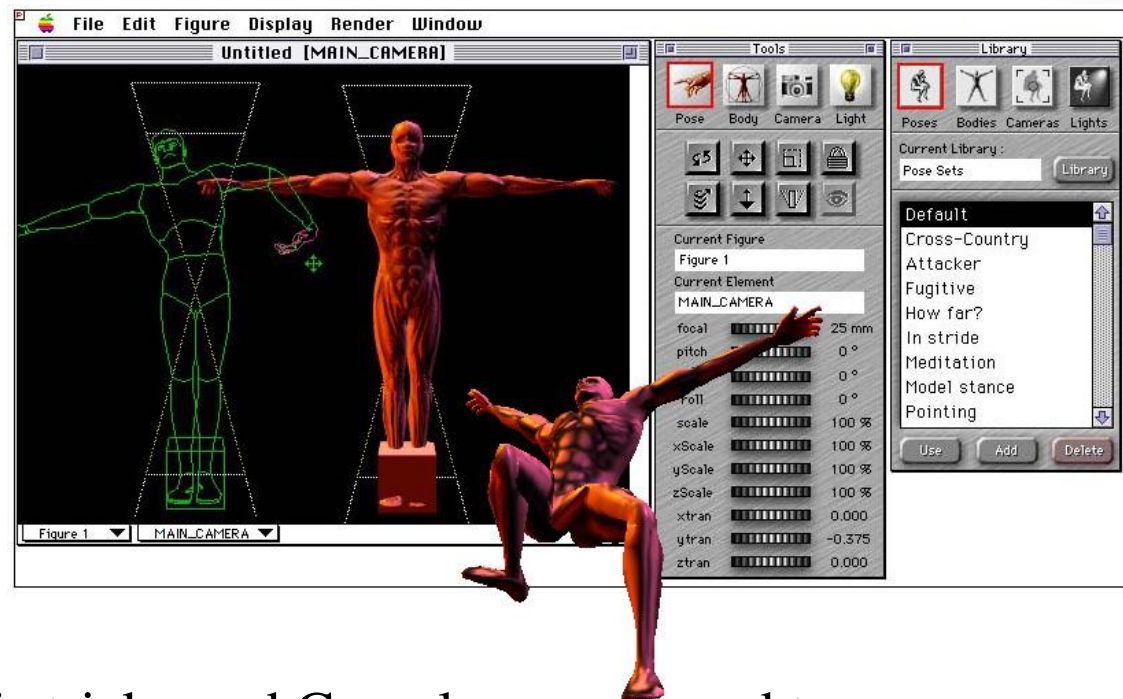 File Edit Figure Display Render Window
Untitled [MAIN_CAMERA]
Figure 1 MAIN_CAMERA
Tools
Pose Body Camera Light
Current Figure
Figure 1
Current Element
MAIN_CAMERA
focal 25 mm
pitch 0 °
0 °
roll 0 °
scale 100 %
xScale 100 %
yScale 100 %
zScale 100 %
xtran 0.000
ytran -0.375
ztran 0.000
Library
Poses Bodies Cameras Lights
Current Library :
Pose Sets Library
Default
Cross-Country
Attacker
Fugitive
How far?
In stride
Meditation
Model stance
Pointing
Use Add Delete